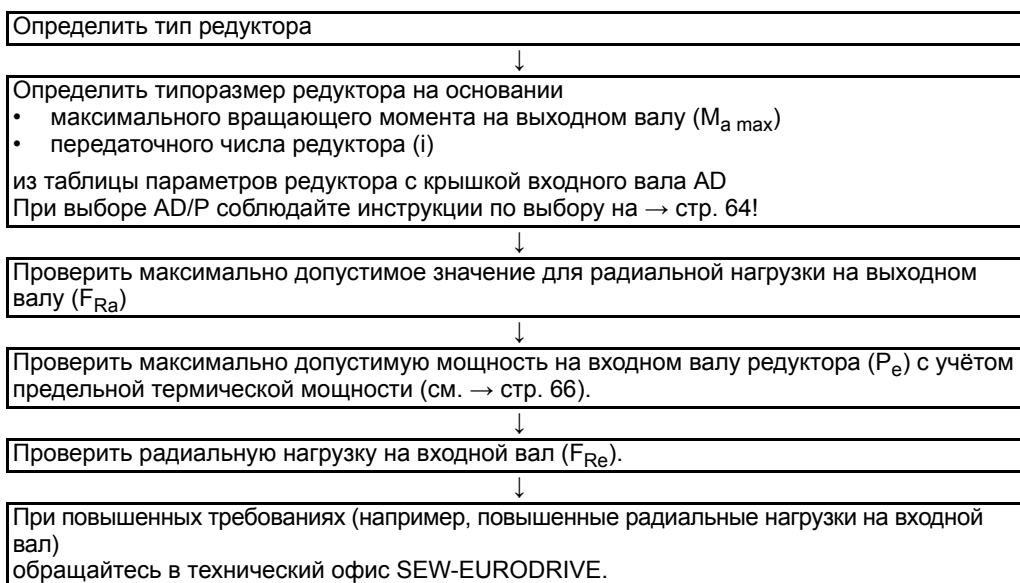 Определить тип редуктора
↓
Определить типоразмер редуктора на основании
• максимального вращающего момента на выходном валу (Ma max)
• передаточного числа редуктора (i)
из таблицы параметров редуктора с крышкой входного вала AD
При выборе AD/P соблюдайте инструкции по выбору на → стр. 64!
↓
Проверить максимально допустимое значение для радиальной нагрузки на выходном
валу (FRa)
↓
Проверить максимально допустимую мощность на входном валу редуктора (Pe) с учётом
предельной термической мощности (см. → стр. 66).
↓
Проверить радиальную нагрузку на входной вал (FRe).
↓
При повышенных требованиях (например, повышенные радиальные нагрузки на входной
вал)
обращайтесь в технический офис SEW-EURODRIVE.